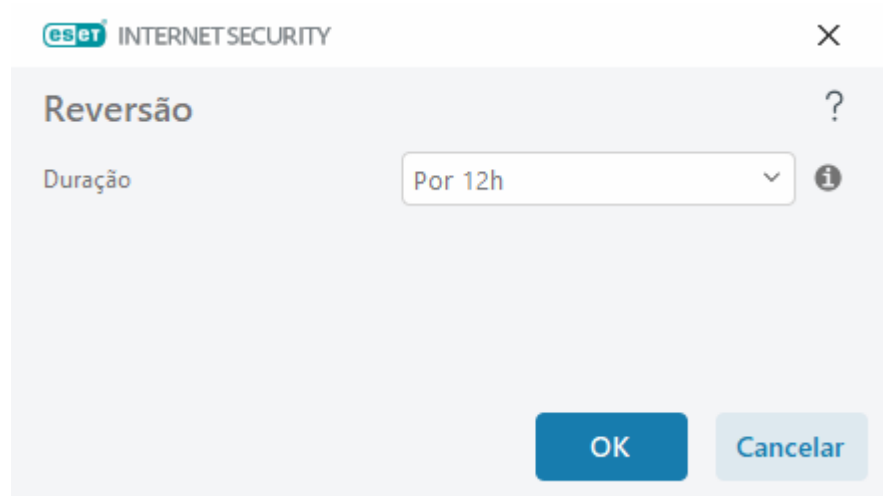 eset INTERNET SECURITY
Reversão
?
Duração
Por 12h
OK
Cancelar